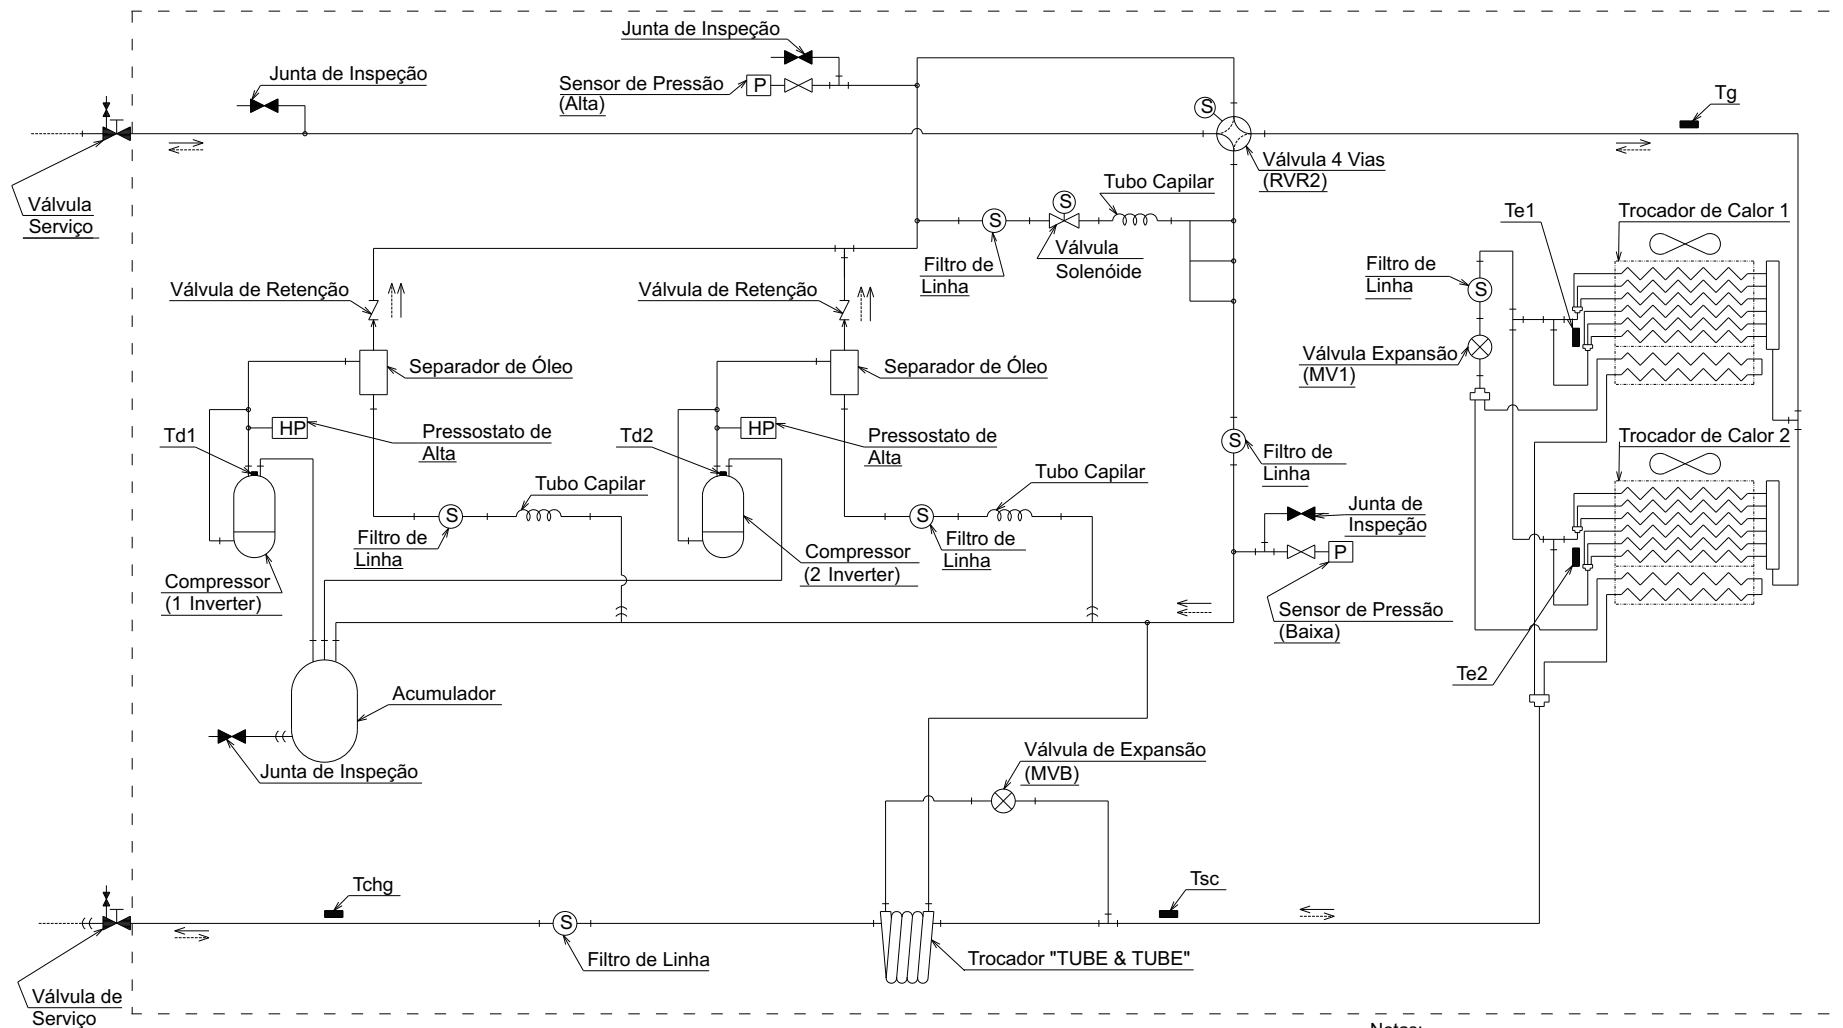 Junta de Inspeção
Junta de Inspeção
Sensor de Pressão
(Alta)
P
S
Tg
Válvula 4 Vias
(RVR2)
Válvula
Serviço
Tubo Capilar
S
S
Te1
Trocador de Calor 1
Válvula
Solenóide
Filtro de
Linha
Filtro de
Linha
S
Válvula de Retenção
Válvula de Retenção
Válvula Expansão
(MV1)
Separador de Óleo
Separador de Óleo
Td1
HP
Pressostato de
Alta
Td2
HP
Pressostato de
Alta
S
Filtro de
Linha
Trocador de Calor 2
Tubo Capilar
Tubo Capilar
S
S
Filtro de
Linha
Filtro de
Linha
Junta de
Inspeção
P
Compressor
(1 Inverter)
Compressor
(2 Inverter)
Sensor de Pressão
(Baixa)
Te2
Acumulador
Junta de Inspeção
Válvula de Expansão
(MVB)
Tchg
Tsc
S
Filtro de Linha
Trocador "TUBE & TUBE"
Válvula de
Serviço
Notas: